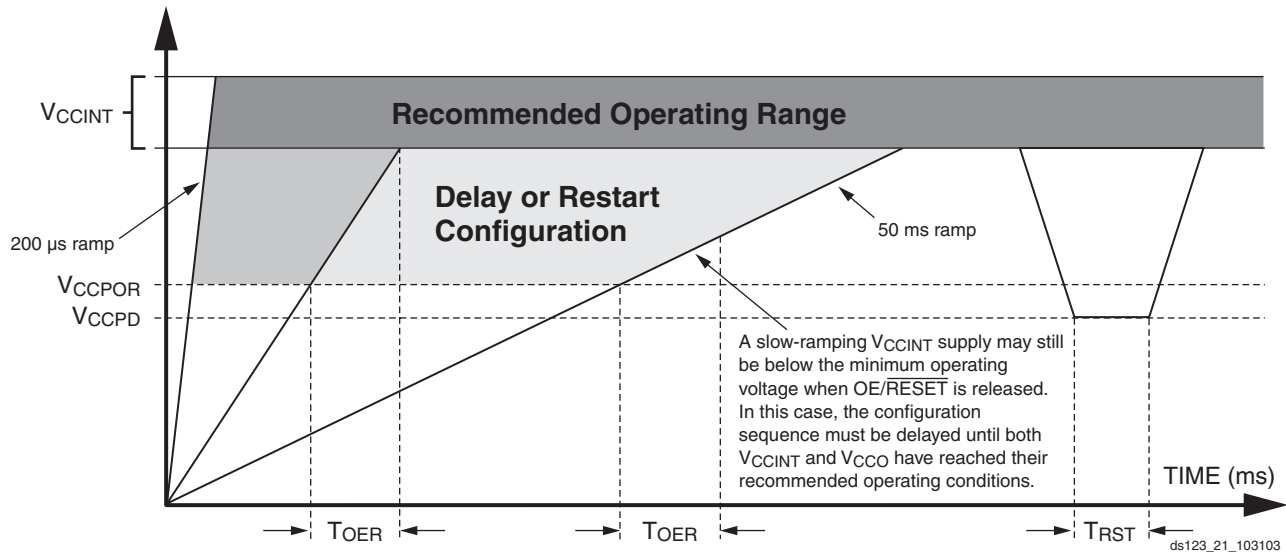 VCCINT
Recommended Operating Range
Delay or Restart
Configuration
200 µs ramp
50 ms ramp
VCCPOR
VCCPD
A slow-ramping VCCINT supply may still
be below the minimum operating
voltage when OE/RESET is released.
In this case, the configuration
sequence must be delayed until both
VCCINT and VCCO have reached their
recommended operating conditions.
TIME (ms)
TOER
TOER
TRST
ds123_21_103103